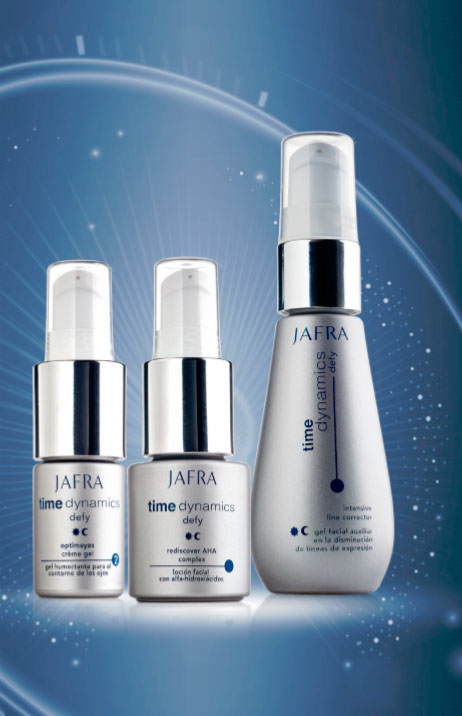 JAFRA
time dynamics
defy
optimeyes
crème gel
gel humectante para el
contorno de los ojos
2
JAFRA
time dynamics
defy
rediscover AHA
complex
loción facial
con alfa-hidroxiácidos
JAFRA
time
dynamics
defy
intensive
line corrector
gel facial auxiliar
en la disminución
de líneas de expresión